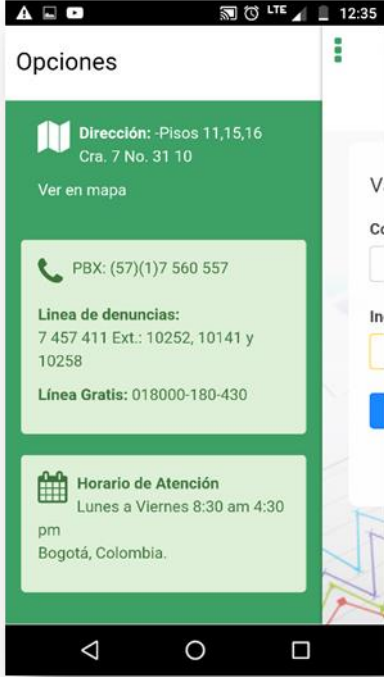 LTE 12:35
Opciones
Dirección: -Pisos 11,15,16
Cra. 7 No. 31 10
Ver en mapa
PBX: (57)(1)7 560 557
Linea de denuncias:
7 457 411 Ext.: 10252, 10141 y
10258
Línea Gratis: 018000-180-430
Horario de Atención
Lunes a Viernes 8:30 am 4:30
pm
Bogotá, Colombia.